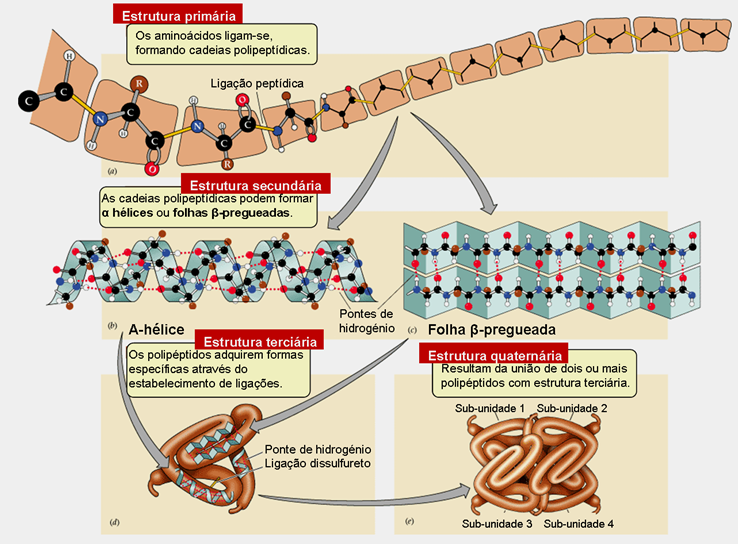 Estrutura primária
Os aminoácidos ligam-se,
formando cadeias polipeptídicas.
Ligação peptídica
H
R
O
C
C
N
C
C
N
C
C
N
H
H
O
H
R
(a)
Estrutura secundária
As cadeias polipeptídicas podem formar
α hélices ou folhas β-pregueadas.
Pontes de
hidrogénio
(b)
A-hélice
(c)
Folha β-pregueada
Estrutura terciária
Os polipéptidos adquirem formas
específicas através do
estabelecimento de ligações.
Ponte de hidrogénio
Ligação dissulfureto
(d)
Estrutura quaternária
Resultam da união de dois ou mais
polipéptidos com estrutura terciária.
Sub-unidade 1
Sub-unidade 2
Sub-unidade 3
Sub-unidade 4
(e)